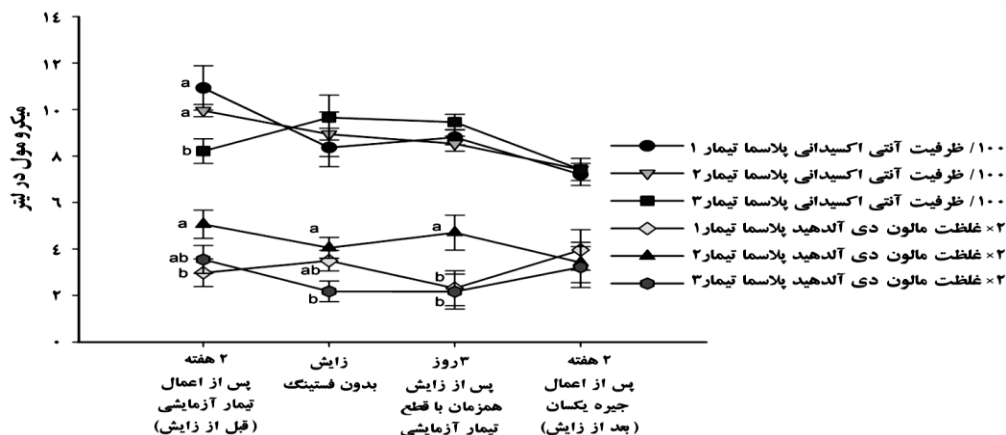 ۱۴
۱۲
۱۰
۸
۶
۴
۲
۰
میکرو مول در لیتر
a
a
b
a
ab
b
a
ab
b
a
b
b
ظرفیت آنتی اکسیدانی پلاسما تیمار ۱ /۱۰۰
ظرفیت آنتی اکسیدانی پلاسما تیمار۲ /۱۰۰
ظرفیت آنتی اکسیدانی پلاسما تیمار۳ /۱۰۰
۲× غلظت مالون دی آلدهید پلاسما تیمار۱
۲× غلظت مالون دی آلدهید پلاسما تیمار۲
۲× غلظت مالون دی آلدهید پلاسما تیمار۳
۲ هفته
پس از اعمال
تیمار آزمایشی
(قبل از زایش)
زایش
بدون فستینگ
۳روز
پس از زایش
همزمان با قطع
تیمار آزمایشی
۲ هفته
پس از اعمال
جیره یکسان
(بعد از زایش)